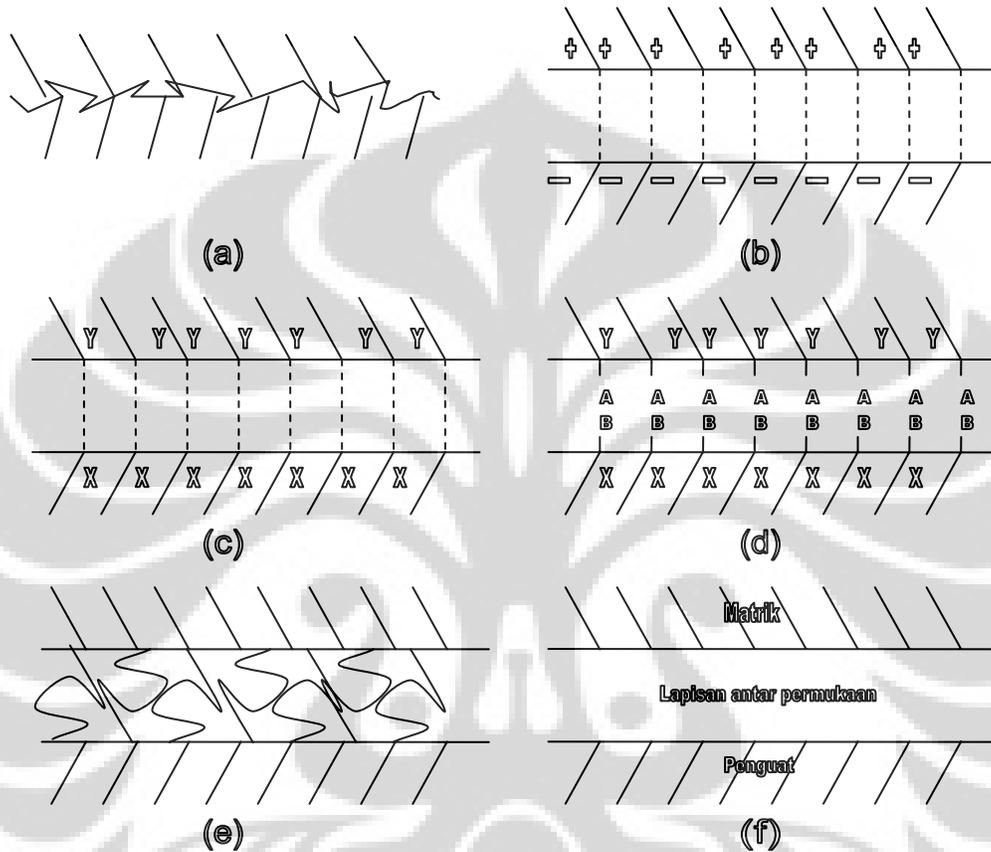 + + + + + + + +
− − − − − − − −
(a)
(b)
Y Y Y Y Y Y Y
X X X X X X X
(c)
Y Y Y Y Y Y Y
A A A A A A A A
B B B B B B B B
X X X X X X X
(d)
(e)
Matrik
Lapisan antar permukaan
Penguat
(f)